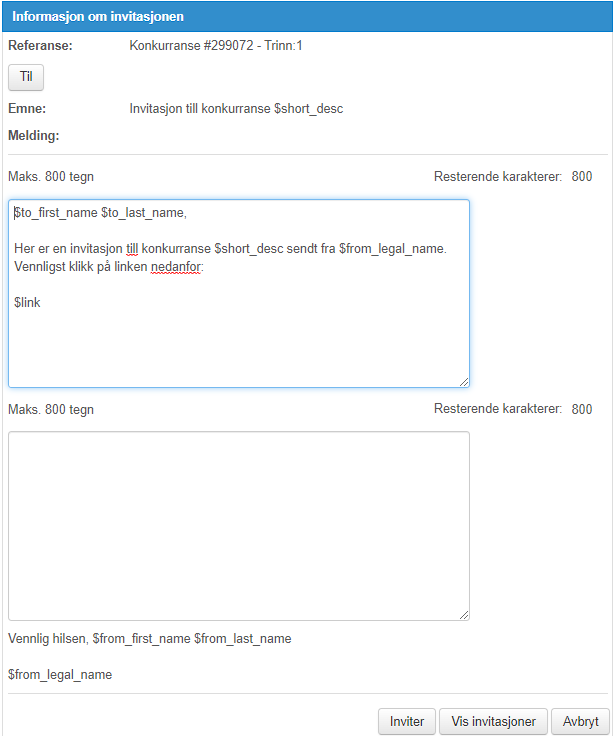 Informasjon om invitasjonen
Referanse: Konkurranse #299072 - Trinn:1
Til
Emne: Invitasjon till konkurranse $short_desc
Melding:
Maks. 800 tegn Resterende karakterer: 800
$to_first_name $to_last_name,
Her er en invitasjon till konkurranse $short_desc sendt fra $from_legal_name.
Vennligst klikk på linken nedanfor:
$link
Maks. 800 tegn Resterende karakterer: 800
Vennlig hilsen, $from_first_name $from_last_name
$from_legal_name
Inviter Vis invitasjoner Avbryt